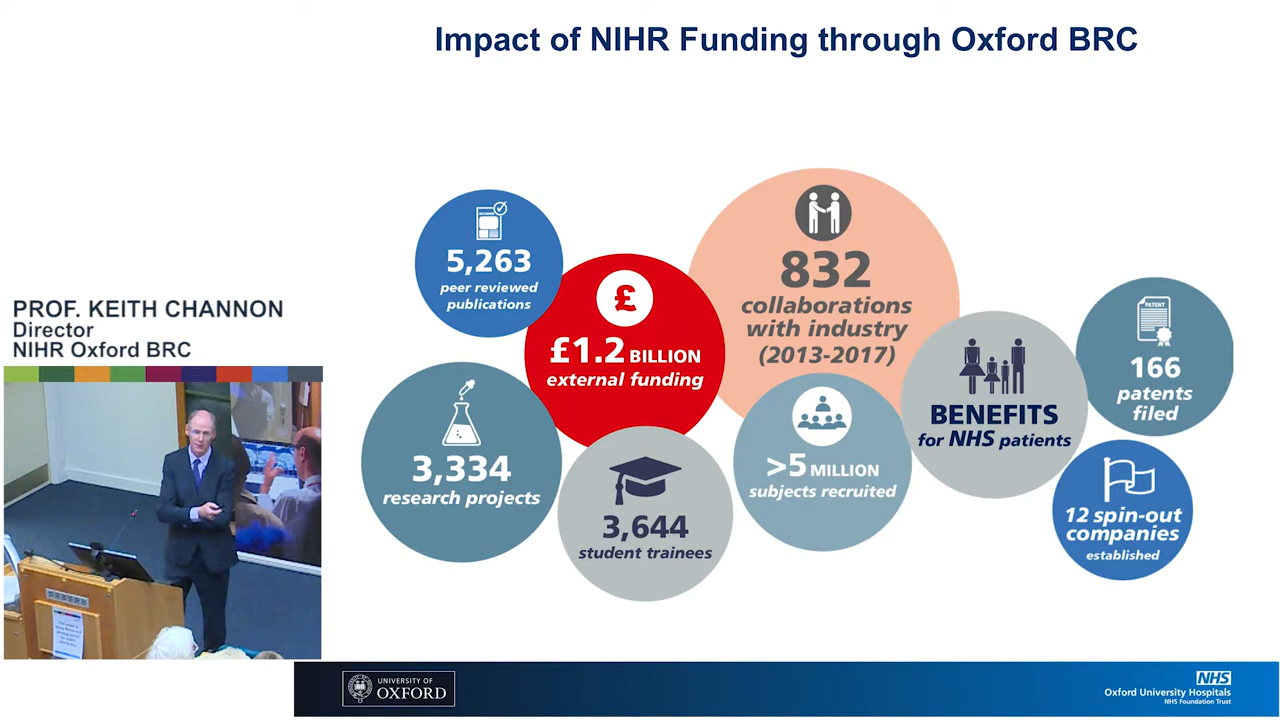 Impact of NIHR Funding through Oxford BRC
5,263
peer reviewed
publications
£
£1.2 BILLION
external funding
832
collaborations
with industry
(2013-2017)
3,334
research projects
3,644
student trainees
>5 MILLION
subjects recruited
BENEFITS
for NHS patients
PATENT
166
patents
filed
12 spin-out
companies
established
PROF. KEITH CHANNON
Director
NIHR Oxford BRC
UNIVERSITY OF
OXFORD
NHS
Oxford University Hospitals
NHS Foundation Trust